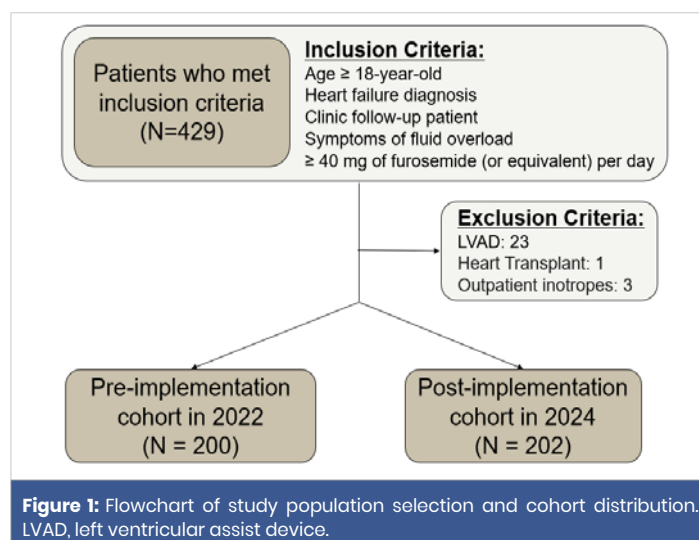 Patients who met
inclusion criteria
(N=429)
Inclusion Criteria:
Age ≥ 18-year-old
Heart failure diagnosis
Clinic follow-up patient
Symptoms of fluid overload
≥ 40 mg of furosemide (or equivalent) per day
Exclusion Criteria:
LVAD: 23
Heart Transplant: 1
Outpatient inotropes: 3
Pre-implementation
cohort in 2022
(N = 200)
Post-implementation
cohort in 2024
(N = 202)
Figure 1: Flowchart of study population selection and cohort distribution.
LVAD, left ventricular assist device.